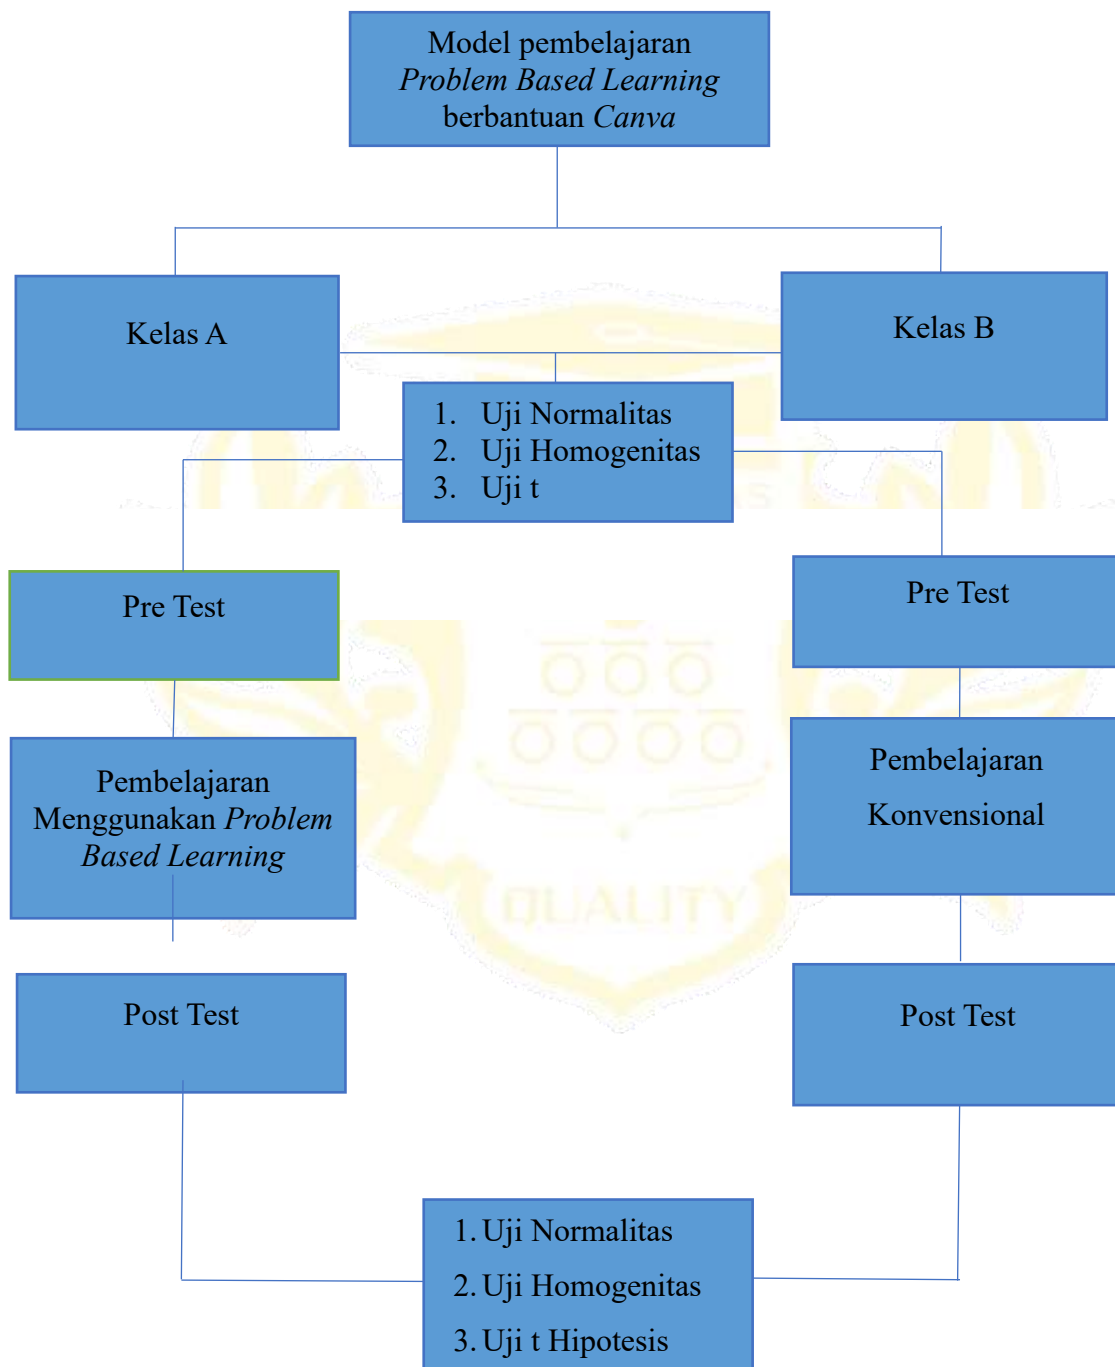 Model pembelajaran
Problem Based Learning
berbantuan Canva
Kelas A
Kelas B
1. Uji Normalitas
2. Uji Homogenitas
3. Uji t
Pre Test
Pre Test
Pembelajaran
Menggunakan Problem
Based Learning
Pembelajaran
Konvensional
QUALITY
Post Test
Post Test
1. Uji Normalitas
2. Uji Homogenitas
3. Uji t Hipotesis